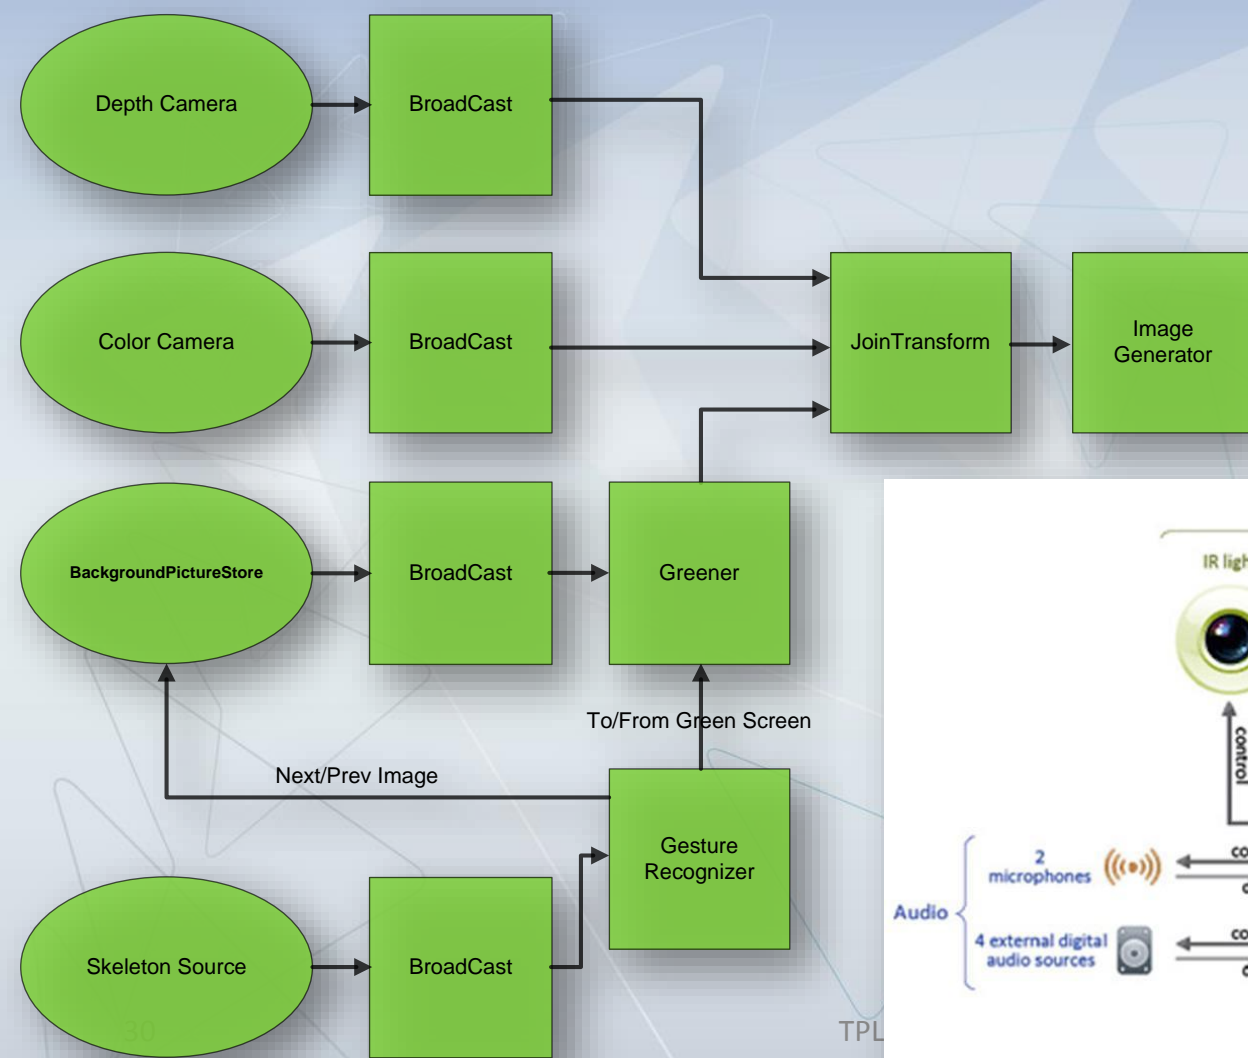 Depth Camera
BroadCast
Color Camera
BroadCast
JoinTransform
Image
Generator
BackgroundPictureStore
BroadCast
Greener
To/From Green Screen
Next/Prev Image
Gesture
Recognizer
Skeleton Source
BroadCast
IR
control
2
microphones
Audio
4 external digital
audio sources
30
TPL